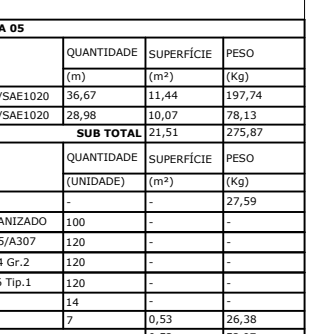 A 05
QUANTIDADE SUPERFÍCIE PESO
(m) (m²) (Kg)
/SAE1020 36,67 11,44 197,74
/SAE1020 28,98 10,07 78,13
SUB TOTAL 21,51 275,87
QUANTIDADE SUPERFÍCIE PESO
(UNIDADE) (m²) (Kg)
- - 27,59
ANIZADO 100 - -
5/A307 120 - -
4 Gr.2 120 - -
5 Tip.1 120 - -
14 - -
7 0,53 26,38